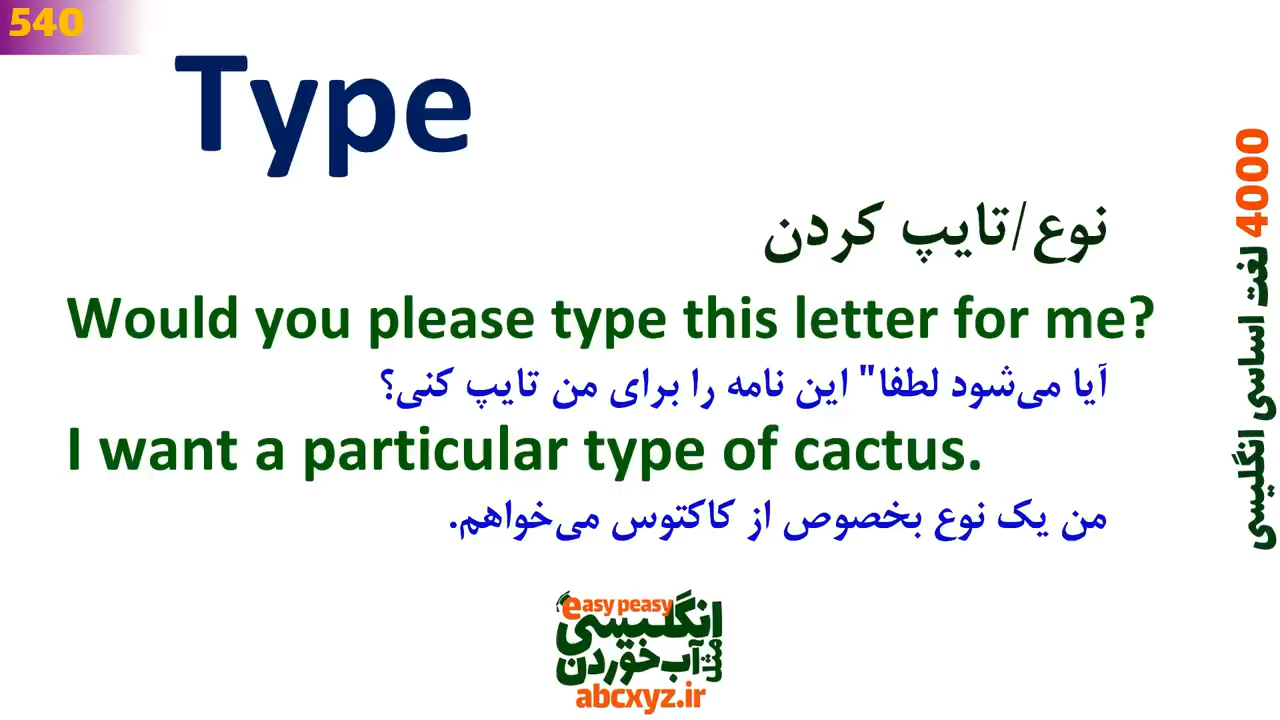 540
Type
نوع/تایپ کردن
Would you please type this letter for me?
آیا می‌شود لطفا" این نامه را برای من تایپ کنی؟
I want a particular type of cactus.
من یک نوع بخصوص از کاکتوس می‌خواهم.
4000 لغت اساسی انگلیسی
easy peasy
انگلیسی
مثل آب خوردن
abcxyz.ir